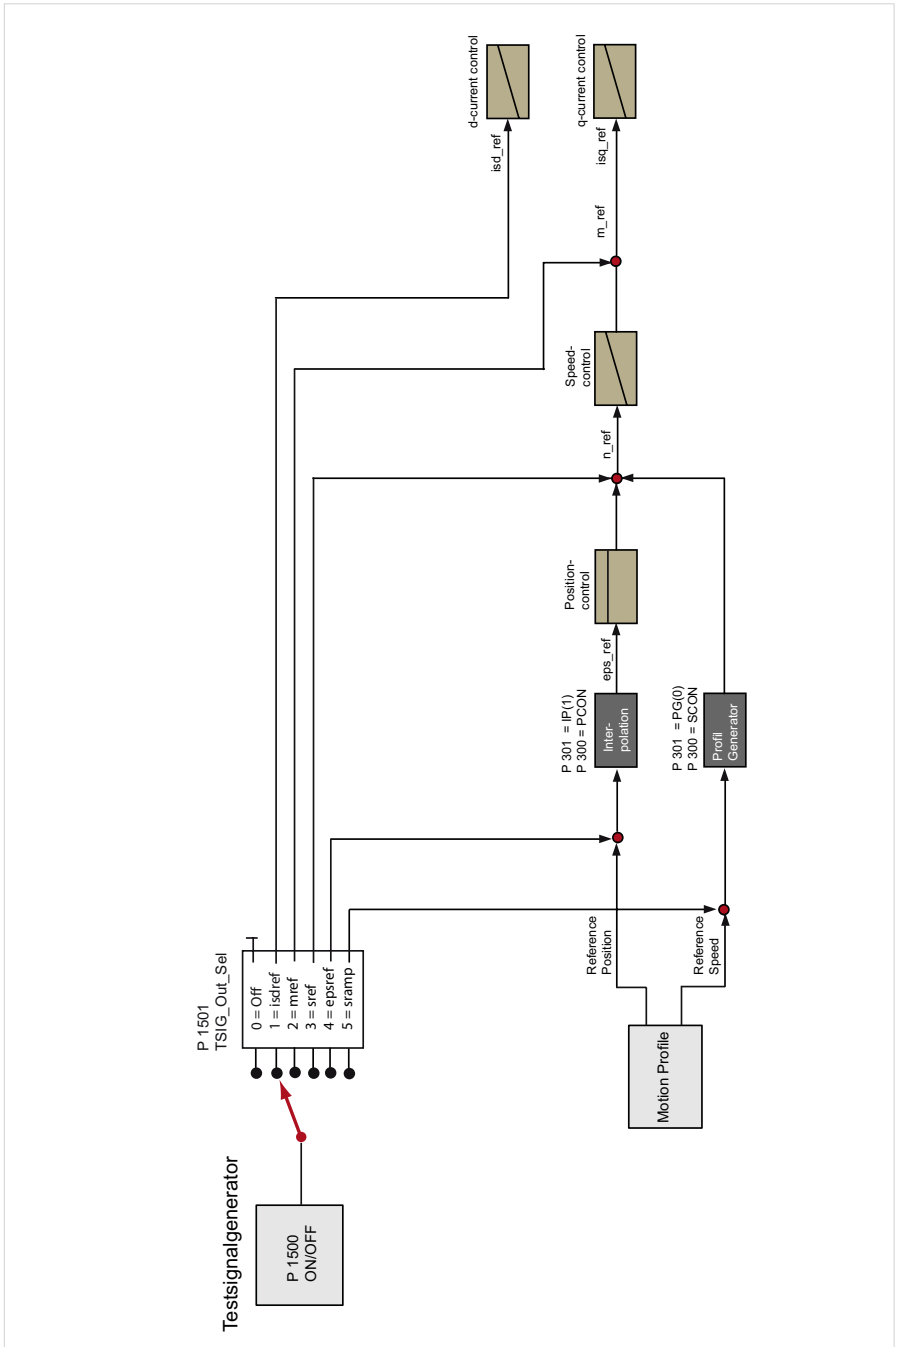 Testsignalgenerator
P 1500
ON/OFF
P 1501
TSIG_Out_Sel
0 = Off
1 = isdref
2 = mref
3 = sref
4 = epsref
5 = sramp
Motion Profile
Reference
Position
Reference
Speed
P 301 = IP(1)
P 300 = PCON
Inter-
polation
P 301 = PG(0)
P 300 = SCON
Profil
Generator
eps_ref
Position-
control
n_ref
Speed-
control
m_ref
isd_ref
isq_ref
d-current control
q-current control